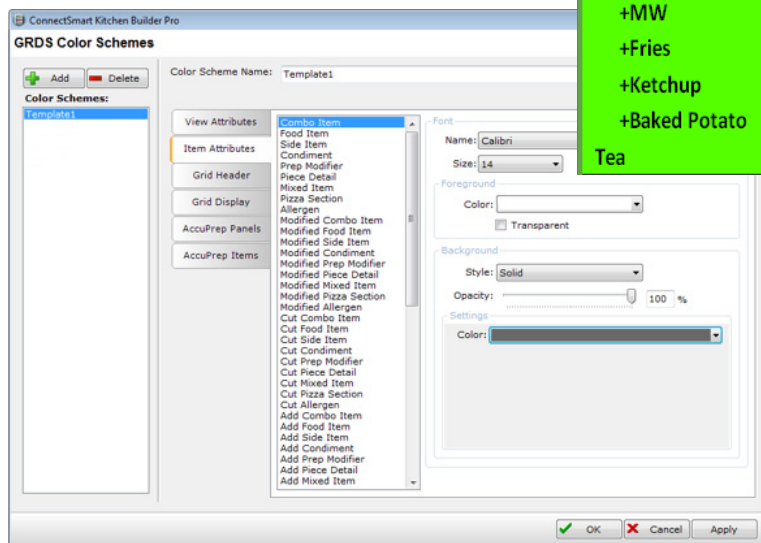 ConnectSmart Kitchen Builder Pro
GRDS Color Schemes
Add
Delete
Color Schemes:
Template1
Color Scheme Name: Template1
View Attributes
Item Attributes
Grid Header
Grid Display
AccuPrep Panels
AccuPrep Items
Combo Item
Food Item
Side Item
Condiment
Prep Modifier
Piece Detail
Mixed Item
Pizza Section
Allergen
Modified Combo Item
Modified Food Item
Modified Side Item
Modified Condiment
Modified Prep Modifier
Modified Piece Detail
Modified Mixed Item
Modified Pizza Section
Modified Allergen
Cut Combo Item
Cut Food Item
Cut Side Item
Cut Condiment
Cut Prep Modifier
Cut Piece Detail
Cut Mixed Item
Cut Pizza Section
Cut Allergen
Add Combo Item
Add Food Item
Add Side Item
Add Condiment
Add Prep Modifier
Add Piece Detail
Add Mixed Item
Font
Name: Calibri
Size: 14
Foreground
Color:
Transparent
Background
Style: Solid
Opacity: 100 %
Settings
Color:
+MW
+Fries
+Ketchup
+Baked Potato
Tea
OK
Cancel
Apply